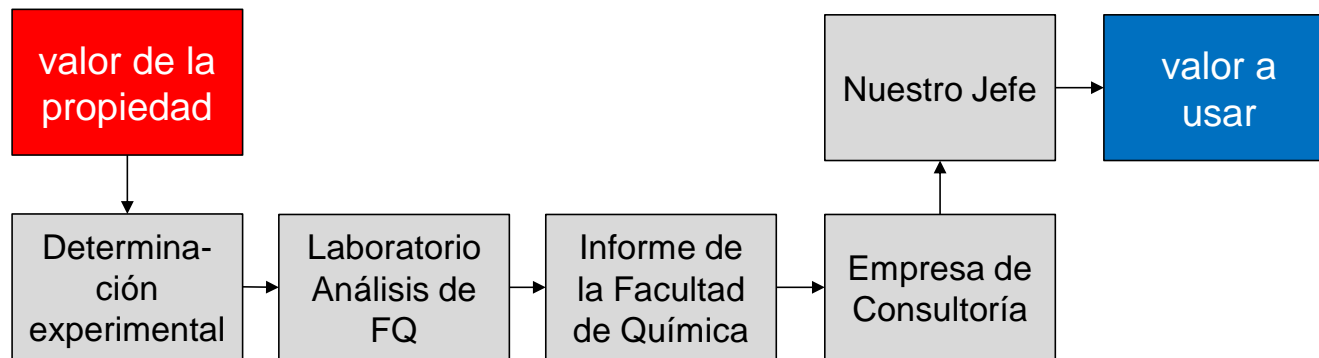 valor de la
propiedad
Determina-
ción
experimental
Laboratorio
Análisis de
FQ
Informe de
la Facultad
de Química
Empresa de
Consultoría
Nuestro Jefe
valor a
usar